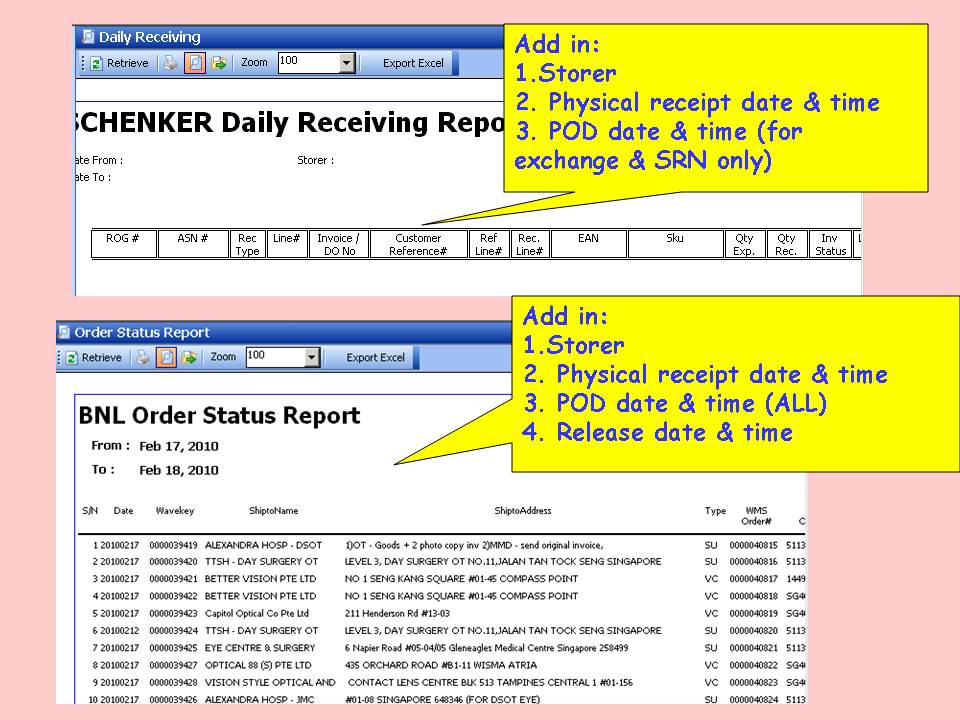 Daily Receiving
Retrieve Zoom 100 Export Excel
Add in:
1.Storer
2. Physical receipt date & time
3. POD date & time (for
exchange & SRN only)
SCHENKER Daily Receiving Repo
ate From : Storer :
ate To :
ROG # ASN # Rec Type Line# Invoice / DO No Customer Reference# Ref Line# Rec. Line# EAN Sku Qty Exp. Qty Rec. Inv Status
Order Status Report
Retrieve Zoom 100 Export Excel
Add in:
1.Storer
2. Physical receipt date & time
3. POD date & time (ALL)
4. Release date & time
BNL Order Status Report
From : Feb 17, 2010
To : Feb 18, 2010
S/N Date Wavekey ShiptoName ShiptoAddress Type WMS Order# C
1 20100217 0000039419 ALEXANDRA HOSP - DSOT 1)OT - Goods + 2 photo copy inv 2)MMD - send original invoice, SU 0000040815 5113
2 20100217 0000039420 TTSH - DAY SURGERY OT LEVEL 3, DAY SURGERY OT NO.11,JALAN TAN TOCK SENG SINGAPORE SU 0000040816 5113
3 20100217 0000039421 BETTER VISION PTE LTD NO 1 SENG KANG SQUARE #01-45 COMPASS POINT VC 0000040817 1449
4 20100217 0000039422 BETTER VISION PTE LTD NO 1 SENG KANG SQUARE #01-45 COMPASS POINT VC 0000040818 SG4
5 20100217 0000039423 Capitol Optical Co Pte Ltd 211 Henderson Rd #13-03 VC 0000040819 SG4
6 20100212 0000039424 TTSH - DAY SURGERY OT LEVEL 3, DAY SURGERY OT NO.11,JALAN TAN TOCK SENG SINGAPORE SU 0000040820 5113
7 20100217 0000039425 EYE CENTRE & SURGERY 6 Napier Road #05-04/05 Gleneagles Medical Centre Singapore 258499 SU 0000040821 5113
8 20100217 0000039427 OPTICAL 88 (S) PTE LTD 435 ORCHARD ROAD #B1-11 WISMA ATRIA VC 0000040822 SG4
9 20100217 0000039428 VISION STYLE OPTICAL AND CONTACT LENS CENTRE BLK 513 TAMPINES CENTRAL 1 #01-156 VC 0000040823 SG4
10 20100217 0000039426 ALEXANDRA HOSP - JMC #01-08 SINGAPORE 648346 (FOR DSOT EYE) SU 0000040824 5113